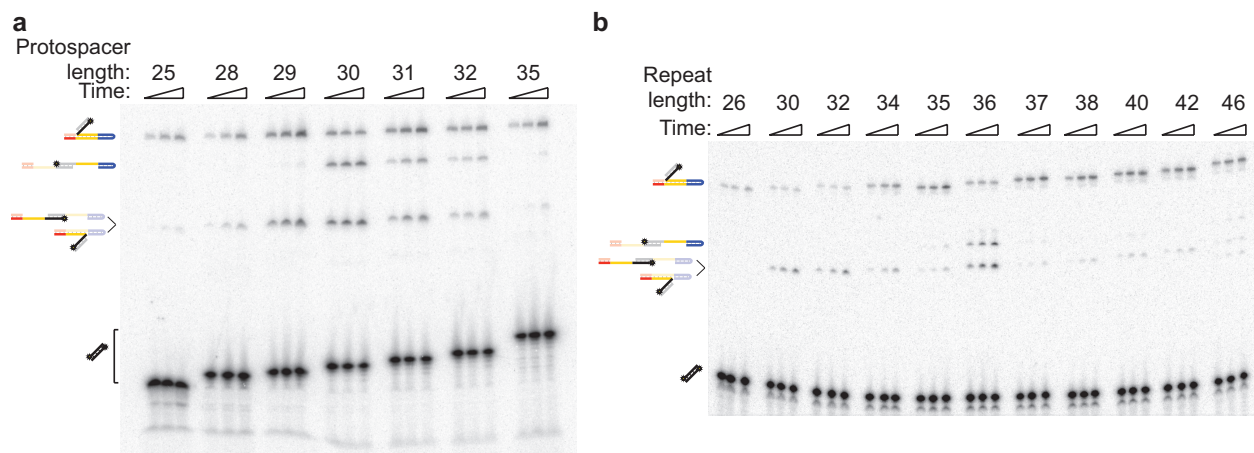 a
Protospacer
length: 25 28 29 30 31 32 35
Time:
b
Repeat
length: 26 30 32 34 35 36 37 38 40 42 46
Time: